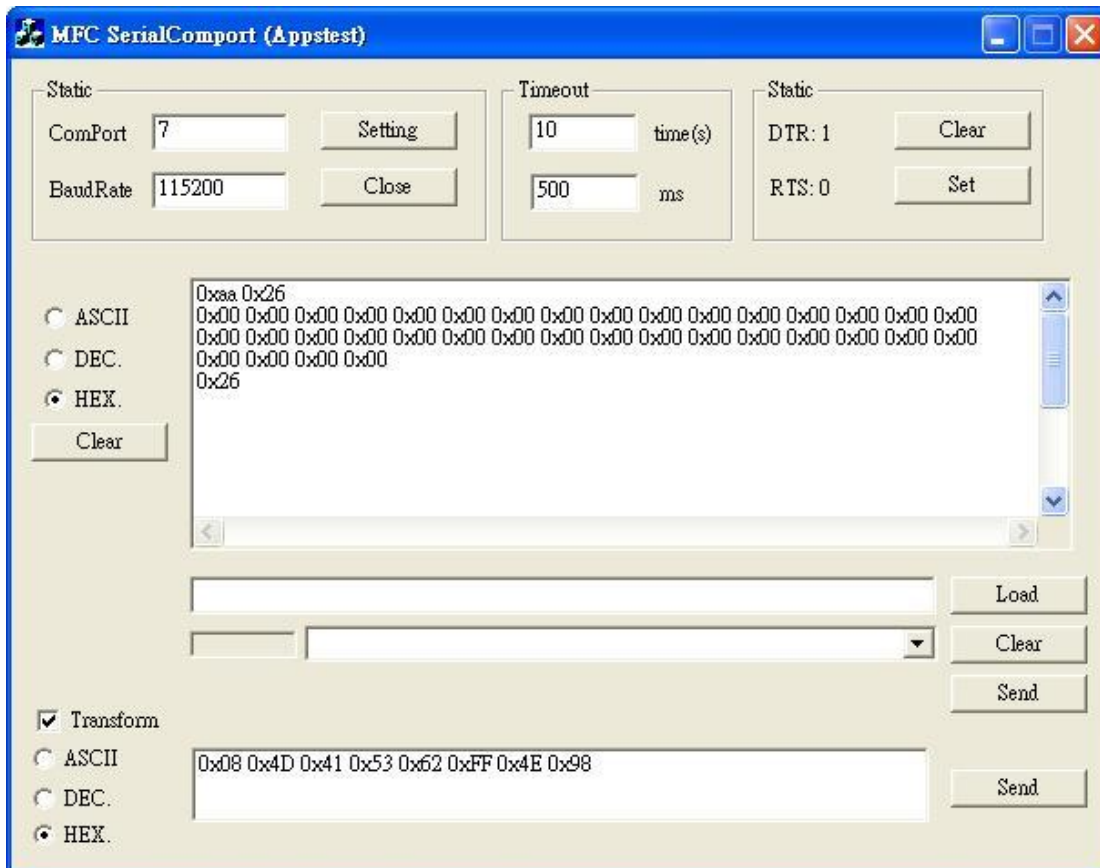 MFC SerialComport (Appstest)
Static
ComPort 7 Setting
BaudRate 115200 Close
Timeout
10 time(s)
500 ms
Static
DTR: 1 Clear
RTS: 0 Set
ASCII
DEC.
HEX.
Clear
0xaa 0x26
0x00 0x00 0x00 0x00 0x00 0x00 0x00 0x00 0x00 0x00 0x00 0x00 0x00 0x00 0x00 0x00
0x00 0x00 0x00 0x00 0x00 0x00 0x00 0x00 0x00 0x00 0x00 0x00 0x00 0x00 0x00 0x00
0x00 0x00 0x00 0x00
0x26
Load
Clear
Send
Transform
ASCII
DEC.
HEX.
0x08 0x4D 0x41 0x53 0x62 0xFF 0x4E 0x98
Send